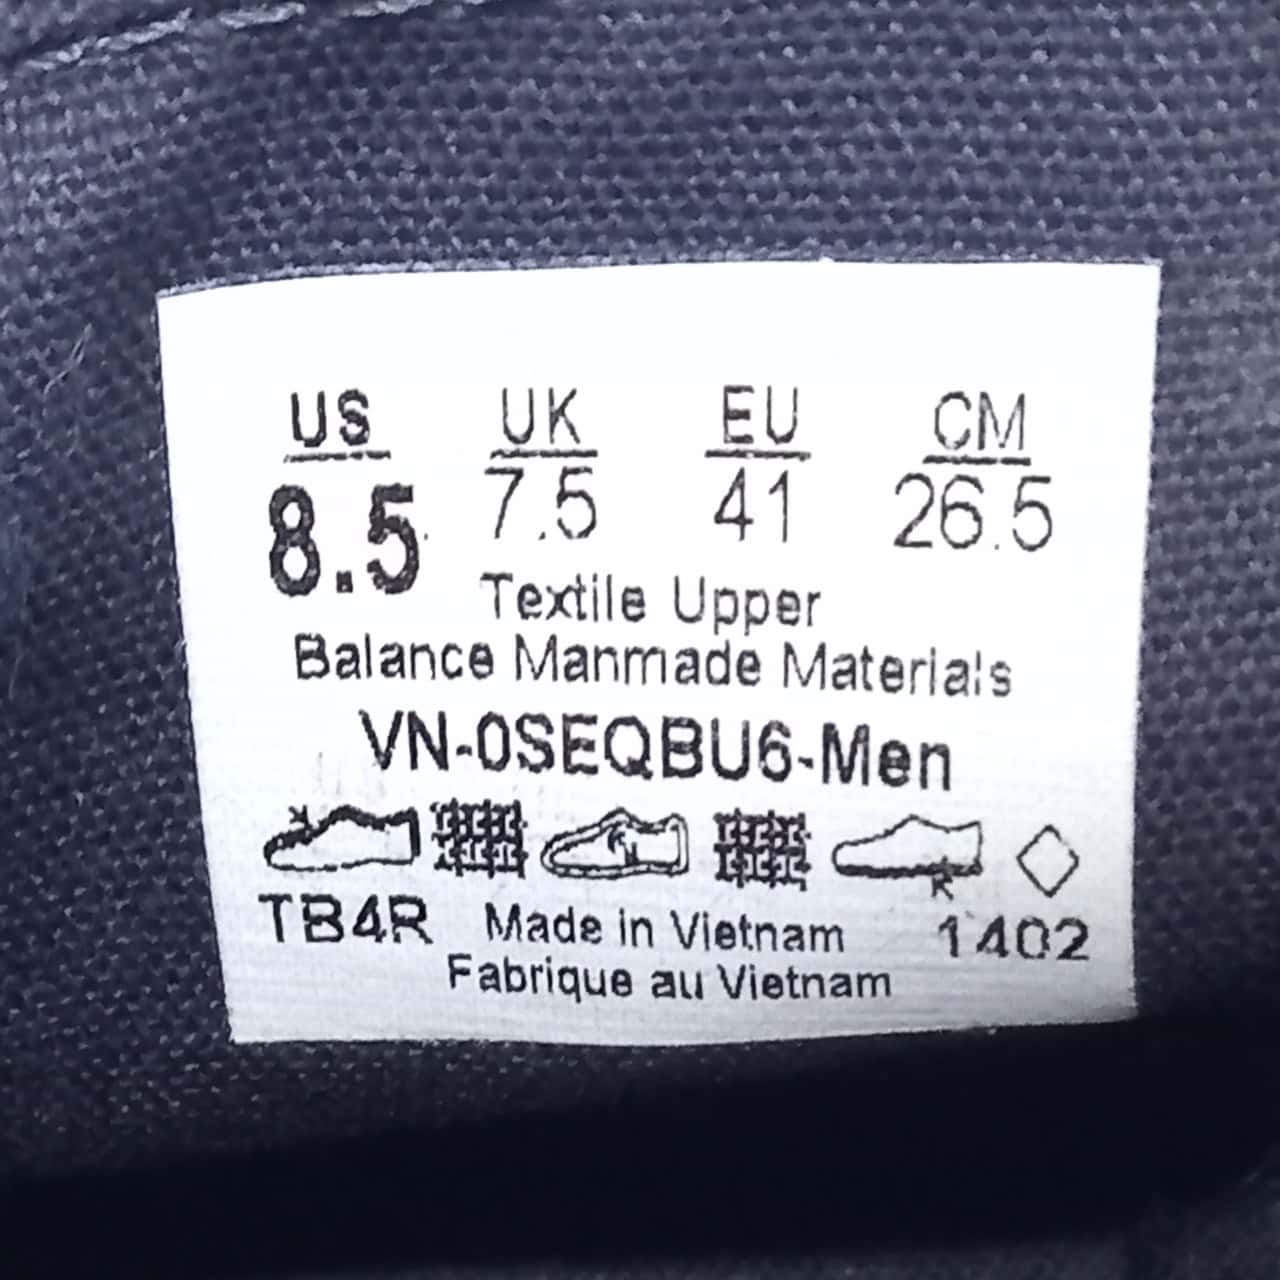 US UK EU CM
8.5 7.5 41 26.5
Textile Upper
Balance Manmade Materials
VN-0SEQBU6-Men
TB4R Made in Vietnam 1402
Fabrique au Vietnam